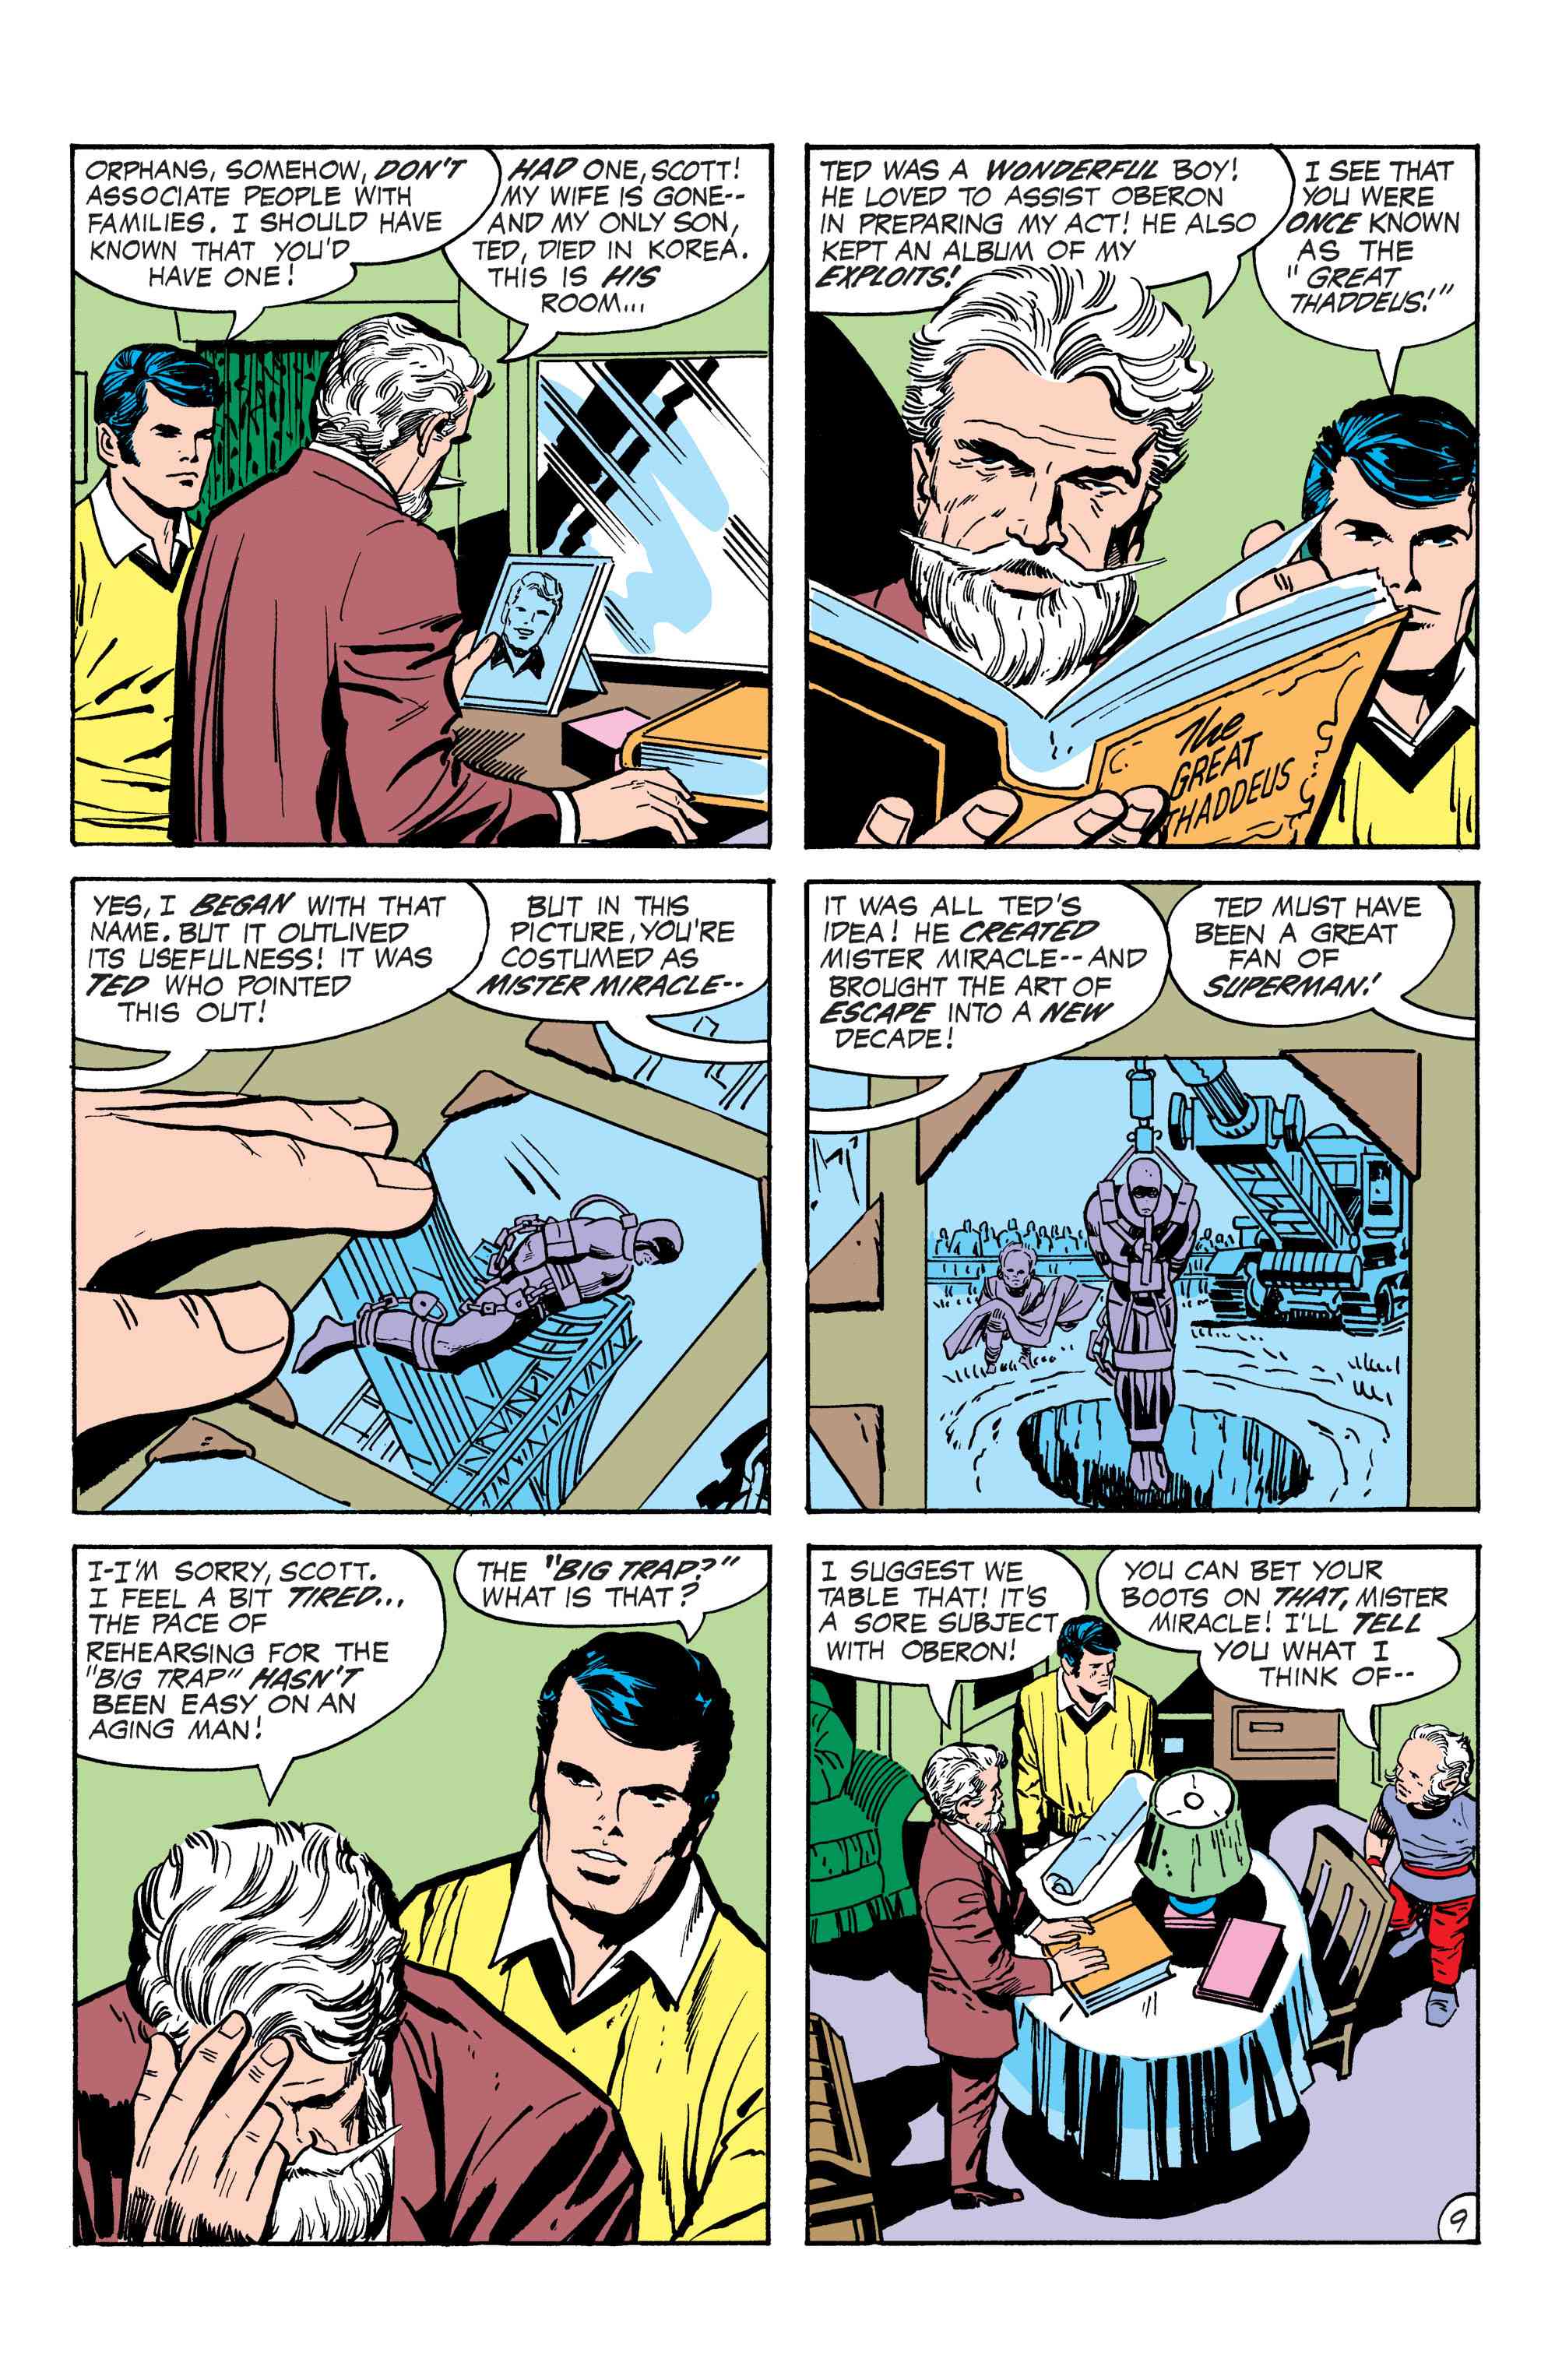 ORPHANS, SOMEHOW, DON'T
ASSOCIATE PEOPLE WITH
FAMILIES. I SHOULD HAVE
KNOWN THAT YOU'D
HAVE ONE!
HAD ONE, SCOTT!
MY WIFE IS GONE--
AND MY ONLY SON,
TED, DIED IN KOREA.
THIS IS HIS
ROOM...
TED WAS A WONDERFUL BOY!
HE LOVED TO ASSIST OBERON
IN PREPARING MY ACT! HE ALSO
KEPT AN ALBUM OF MY
EXPLOITS!
I SEE THAT
YOU WERE
ONCE KNOWN
AS THE
"GREAT
THADDEUS!"
The
GREAT
THADDEUS
YES, I BEGAN WITH THAT
NAME. BUT IT OUTLIVED
ITS USEFULNESS! IT WAS
TED WHO POINTED
THIS OUT!
BUT IN THIS
PICTURE, YOU'RE
COSTUMED AS
MISTER MIRACLE--
IT WAS ALL TED'S
IDEA! HE CREATED
MISTER MIRACLE-- AND
BROUGHT THE ART OF
ESCAPE INTO A NEW
DECADE!
TED MUST HAVE
BEEN A GREAT
FAN OF
SUPERMAN!
I-I'M SORRY, SCOTT.
I FEEL A BIT TIRED...
THE PACE OF
REHEARSING FOR THE
"BIG TRAP" HASN'T
BEEN EASY ON AN
AGING MAN!
THE "BIG TRAP?"
WHAT IS THAT?
I SUGGEST WE
TABLE THAT! IT'S
A SORE SUBJECT
WITH OBERON!
YOU CAN BET YOUR
BOOTS ON THAT, MISTER
MIRACLE! I'LL TELL
YOU WHAT I
THINK OF--
9